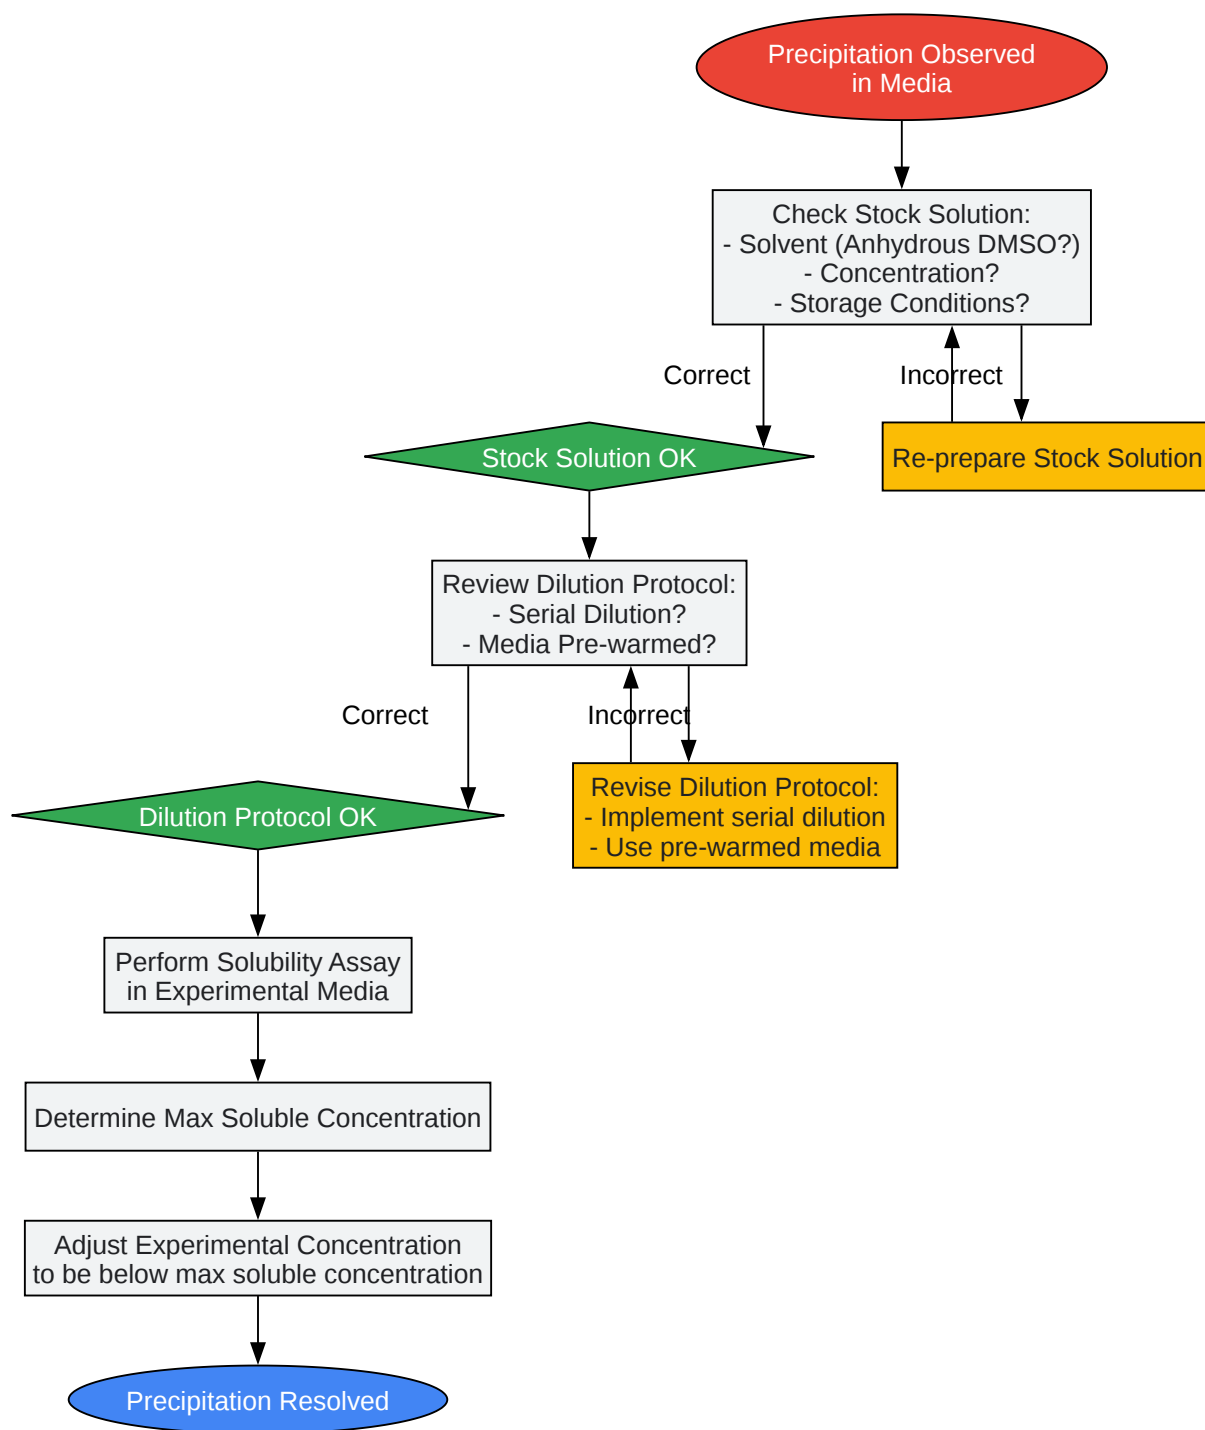 Precipitation Observed
in Media
Check Stock Solution:
- Solvent (Anhydrous DMSO?)
- Concentration?
- Storage Conditions?
Correct
Incorrect
Stock Solution OK
Re-prepare Stock Solution
Review Dilution Protocol:
- Serial Dilution?
- Media Pre-warmed?
Correct
Incorrect
Revise Dilution Protocol:
- Implement serial dilution
- Use pre-warmed media
Dilution Protocol OK
Perform Solubility Assay
in Experimental Media
Determine Max Soluble Concentration
Adjust Experimental Concentration
to be below max soluble concentration
Precipitation Resolved